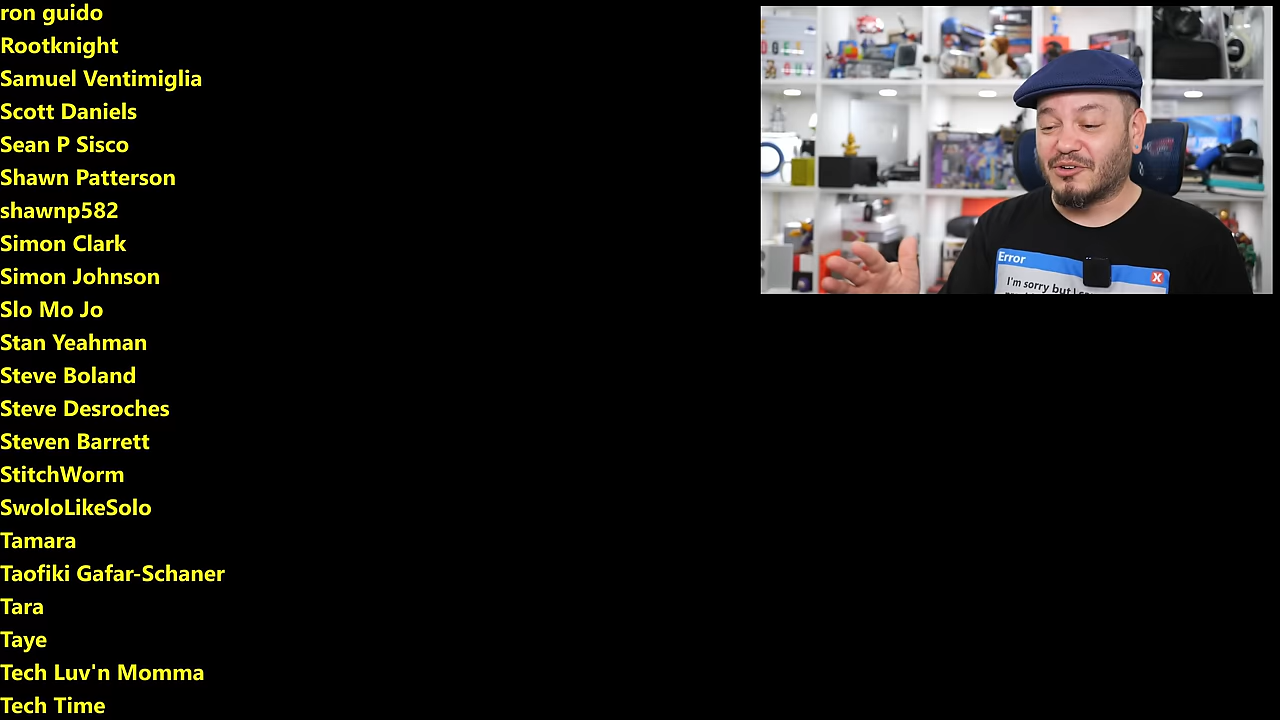 ron guido
Rootknight
Samuel Ventimiglia
Scott Daniels
Sean P Sisco
Shawn Patterson
shawnp582
Simon Clark
Simon Johnson
Slo Mo Jo
Stan Yeahman
Steve Boland
Steve Desroches
Steven Barrett
StitchWorm
SwoloLikeSolo
Tamara
Taofiki Gafar-Schaner
Tara
Taye
Tech Luv'n Momma
Tech Time
Error X
I'm sorry but I